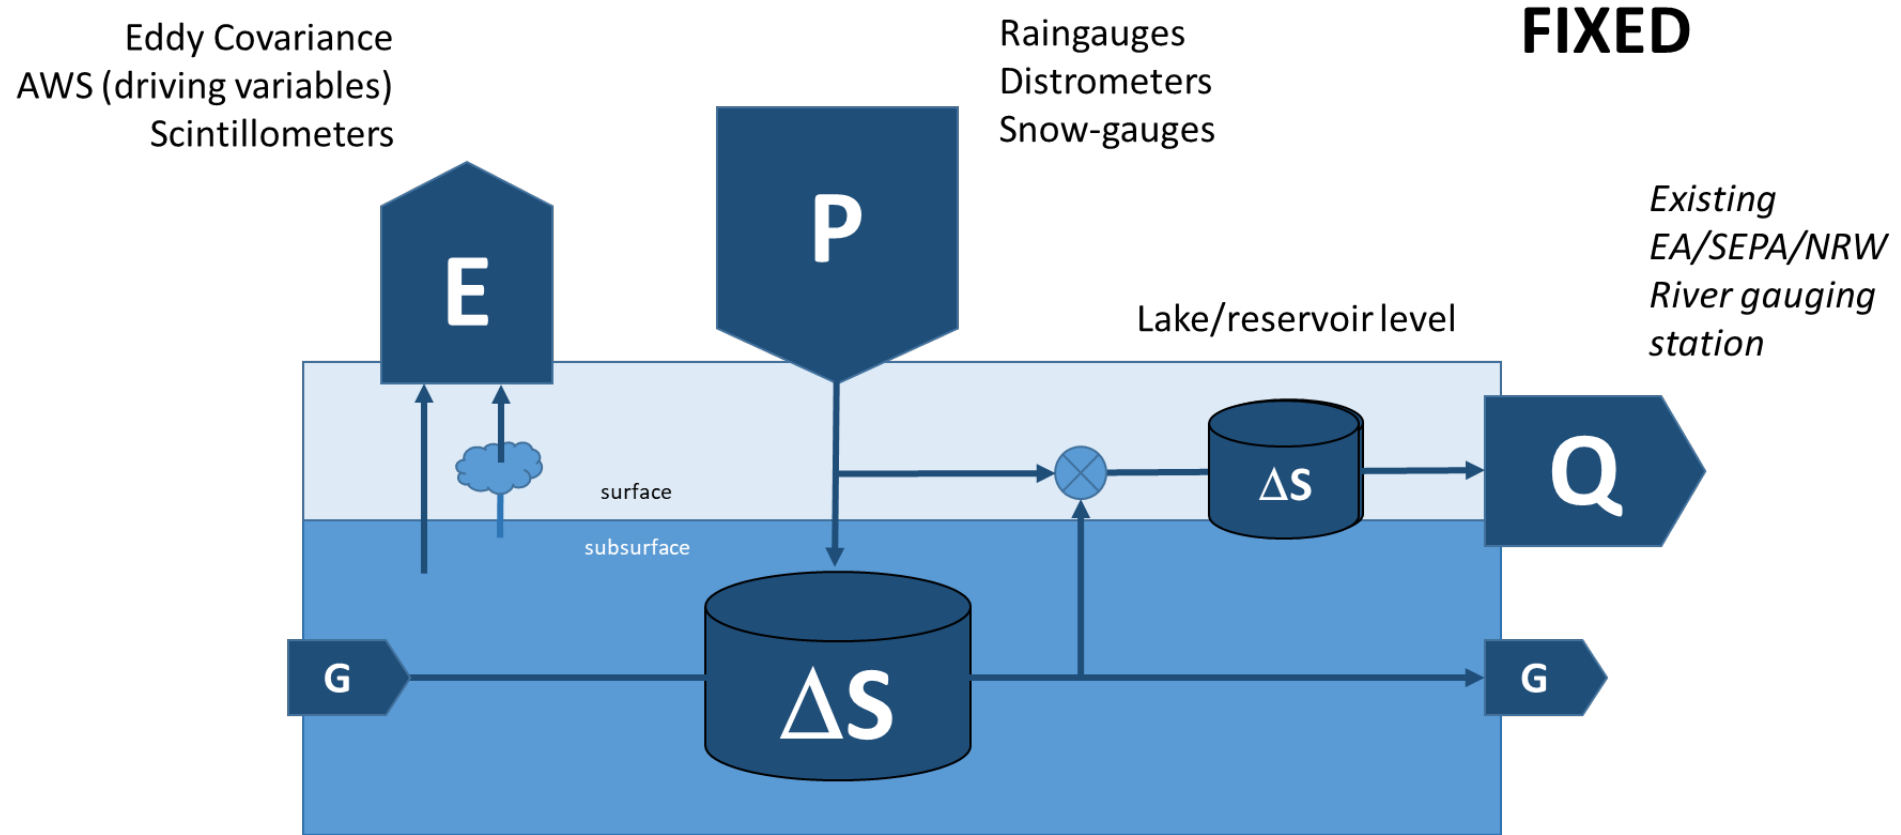 Eddy Covariance
AWS (driving variables)
Scintillometers
Raingauges
Distrometers
Snow-gauges
FIXED
Existing
EA/SEPA/NRW
River gauging
station
P
E
Lake/reservoir level
Q
ΔS
surface
subsurface
G
ΔS
G